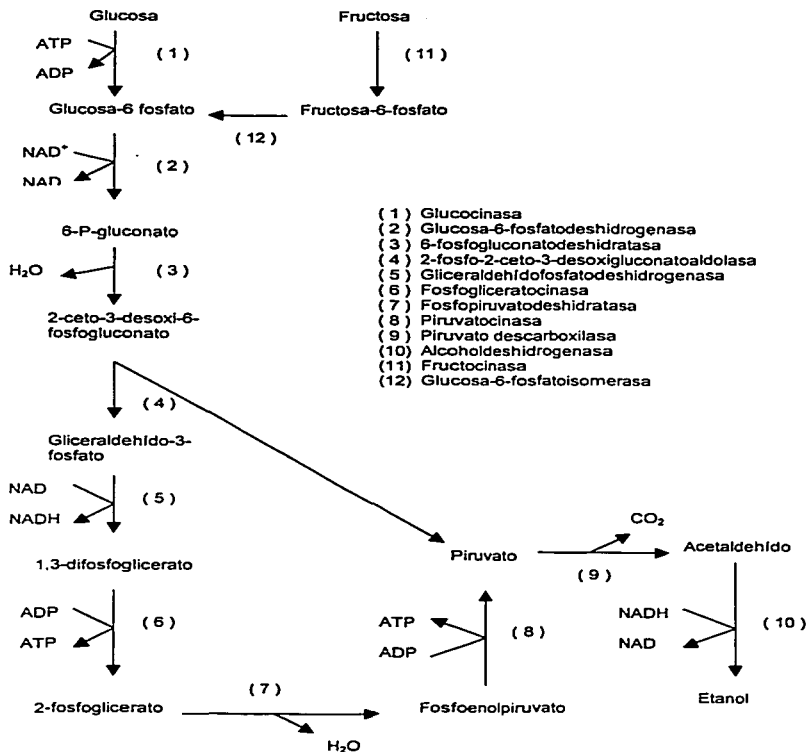 Glucosa
Fructosa
ATP
ADP
( 1 )
( 11 )
Glucosa-6 fosfato
Fructosa-6-fosfato
( 12 )
NAD+
NAD
( 2 )
6-P-gluconato
H₂O
( 3 )
2-ceto-3-desoxi-6-
fosfogluconato
( 1 ) Glucocinasa
( 2 ) Glucosa-6-fosfatodeshidrogenasa
( 3 ) 6-fosfogluconatodeshidratasa
( 4 ) 2-fosfo-2-ceto-3-desoxigluconatoaldolasa
( 5 ) Gliceraldehídofosfatodeshidrogenasa
( 6 ) Fosfogliceratocinasa
( 7 ) Fosfopiruvatodeshidratasa
( 8 ) Piruvatocinasa
( 9 ) Piruvato descarboxilasa
(10) Alcoholdeshidrogenasa
(11) Fructocinasa
(12) Glucosa-6-fosfatoisomerasa
( 4 )
Gliceraldehído-3-
fosfato
NAD
NADH
( 5 )
1,3-difosfoglicerato
Piruvato
CO₂
( 9 )
Acetaldehído
ADP
ATP
( 6 )
ATP
ADP
( 8 )
NADH
NAD
( 10 )
2-fosfoglicerato
( 7 )
H₂O
Fosfoenolpiruvato
Etanol